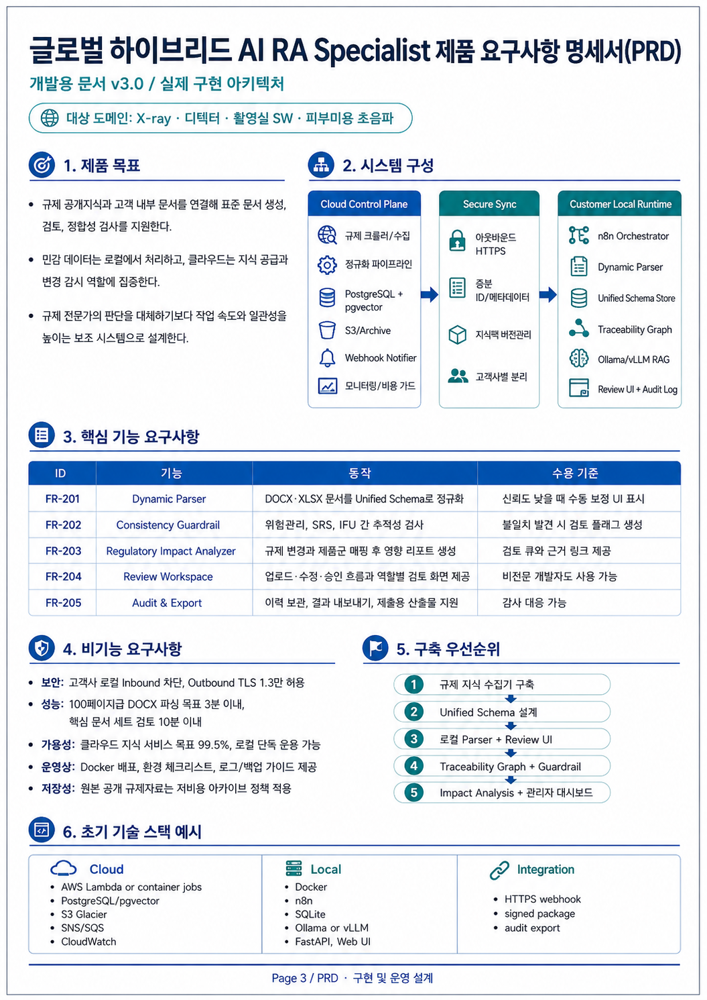 글로벌 하이브리드 AI RA Specialist 제품 요구사항 명세서(PRD)
개발용 문서 v3.0 / 실제 구현 아키텍처
대상 도메인: X-ray · 디텍터 · 촬영실 SW · 피부미용 초음파
1. 제품 목표
• 규제 공개지식과 고객 내부 문서를 연결해 표준 문서 생성,
검토, 정합성 검사를 지원한다.
• 민감 데이터는 로컬에서 처리하고, 클라우드는 지식 공급과
변경 감시 역할에 집중한다.
• 규제 전문가의 판단을 대체하기보다 작업 속도와 일관성을
높이는 보조 시스템으로 설계한다.
2. 시스템 구성
Cloud Control Plane
규제 크롤러/수집
정규화 파이프라인
PostgreSQL +
pgvector
S3/Archive
Webhook Notifier
모니터링/비용 가드
Secure Sync
아웃바운드
HTTPS
증분
ID/메타데이터
지식팩 버전관리
고객사별 분리
Customer Local Runtime
n8n Orchestrator
Dynamic Parser
Unified Schema Store
Traceability Graph
Ollama/vLLM RAG
Review UI + Audit Log
3. 핵심 기능 요구사항
ID 기능 동작 수용 기준
FR-201 Dynamic Parser DOCX·XLSX 문서를 Unified Schema로 정규화 신뢰도 낮을 때 수동 보정 UI 표시
FR-202 Consistency Guardrail 위험관리, SRS, IFU 간 추적성 검사 불일치 발견 시 검토 플래그 생성
FR-203 Regulatory Impact Analyzer 규제 변경과 제품군 매핑 후 영향 리포트 생성 검토 큐와 근거 링크 제공
FR-204 Review Workspace 업로드·수정·승인 흐름과 역할별 검토 화면 제공 비전문 개발자도 사용 가능
FR-205 Audit & Export 이력 보관, 결과 내보내기, 제출용 산출물 지원 감사 대응 가능
4. 비기능 요구사항
• 보안: 고객사 로컬 Inbound 차단, Outbound TLS 1.3만 허용
• 성능: 100페이지급 DOCX 파싱 목표 3분 이내,
핵심 문서 세트 검토 10분 이내
• 가용성: 클라우드 지식 서비스 목표 99.5%, 로컬 단독 운용 가능
• 운영상: Docker 배포, 환경 체크리스트, 로그/백업 가이드 제공
• 저장성: 원본 공개 규제자료는 저비용 아카이브 정책 적용
5. 구축 우선순위
1 규제 지식 수집기 구축
2 Unified Schema 설계
3 로컬 Parser + Review UI
4 Traceability Graph + Guardrail
5 Impact Analysis + 관리자 대시보드
6. 초기 기술 스택 예시
Cloud
• AWS Lambda or container jobs
• PostgreSQL/pgvector
• S3 Glacier
• SNS/SQS
• CloudWatch
Local
• Docker
• n8n
• SQLite
• Ollama or vLLM
• FastAPI, Web UI
Integration
• HTTPS webhook
• signed package
• audit export
Page 3 / PRD · 구현 및 운영 설계